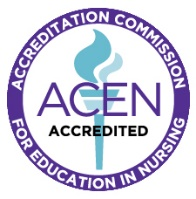 ACCREDITATION COMMISSION
ACEN
ACCREDITED
FOR EDUCATION IN NURSING